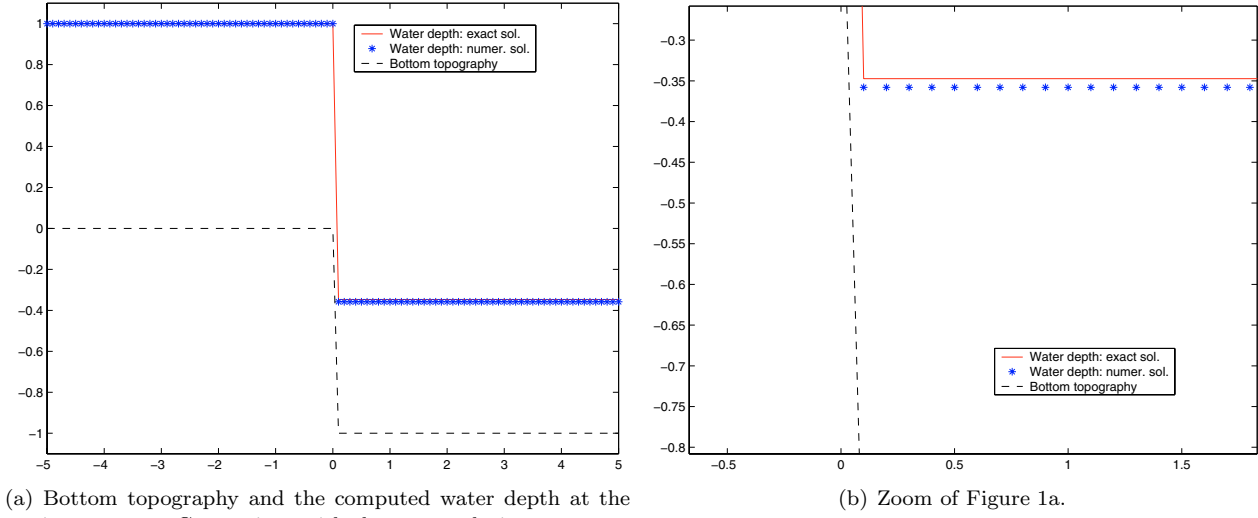 1
0.8
0.6
0.4
0.2
0
−0.2
−0.4
−0.6
−0.8
−1
−5 −4 −3 −2 −1 0 1 2 3 4 5
Water depth: exact sol.
Water depth: numer. sol.
Bottom topography
−0.3
−0.35
−0.4
−0.45
−0.5
−0.55
−0.6
−0.65
−0.7
−0.75
−0.8
−0.5 0 0.5 1 1.5
Water depth: exact sol.
Water depth: numer. sol.
Bottom topography
(a) Bottom topography and the computed water depth at the
(b) Zoom of Figure 1a.